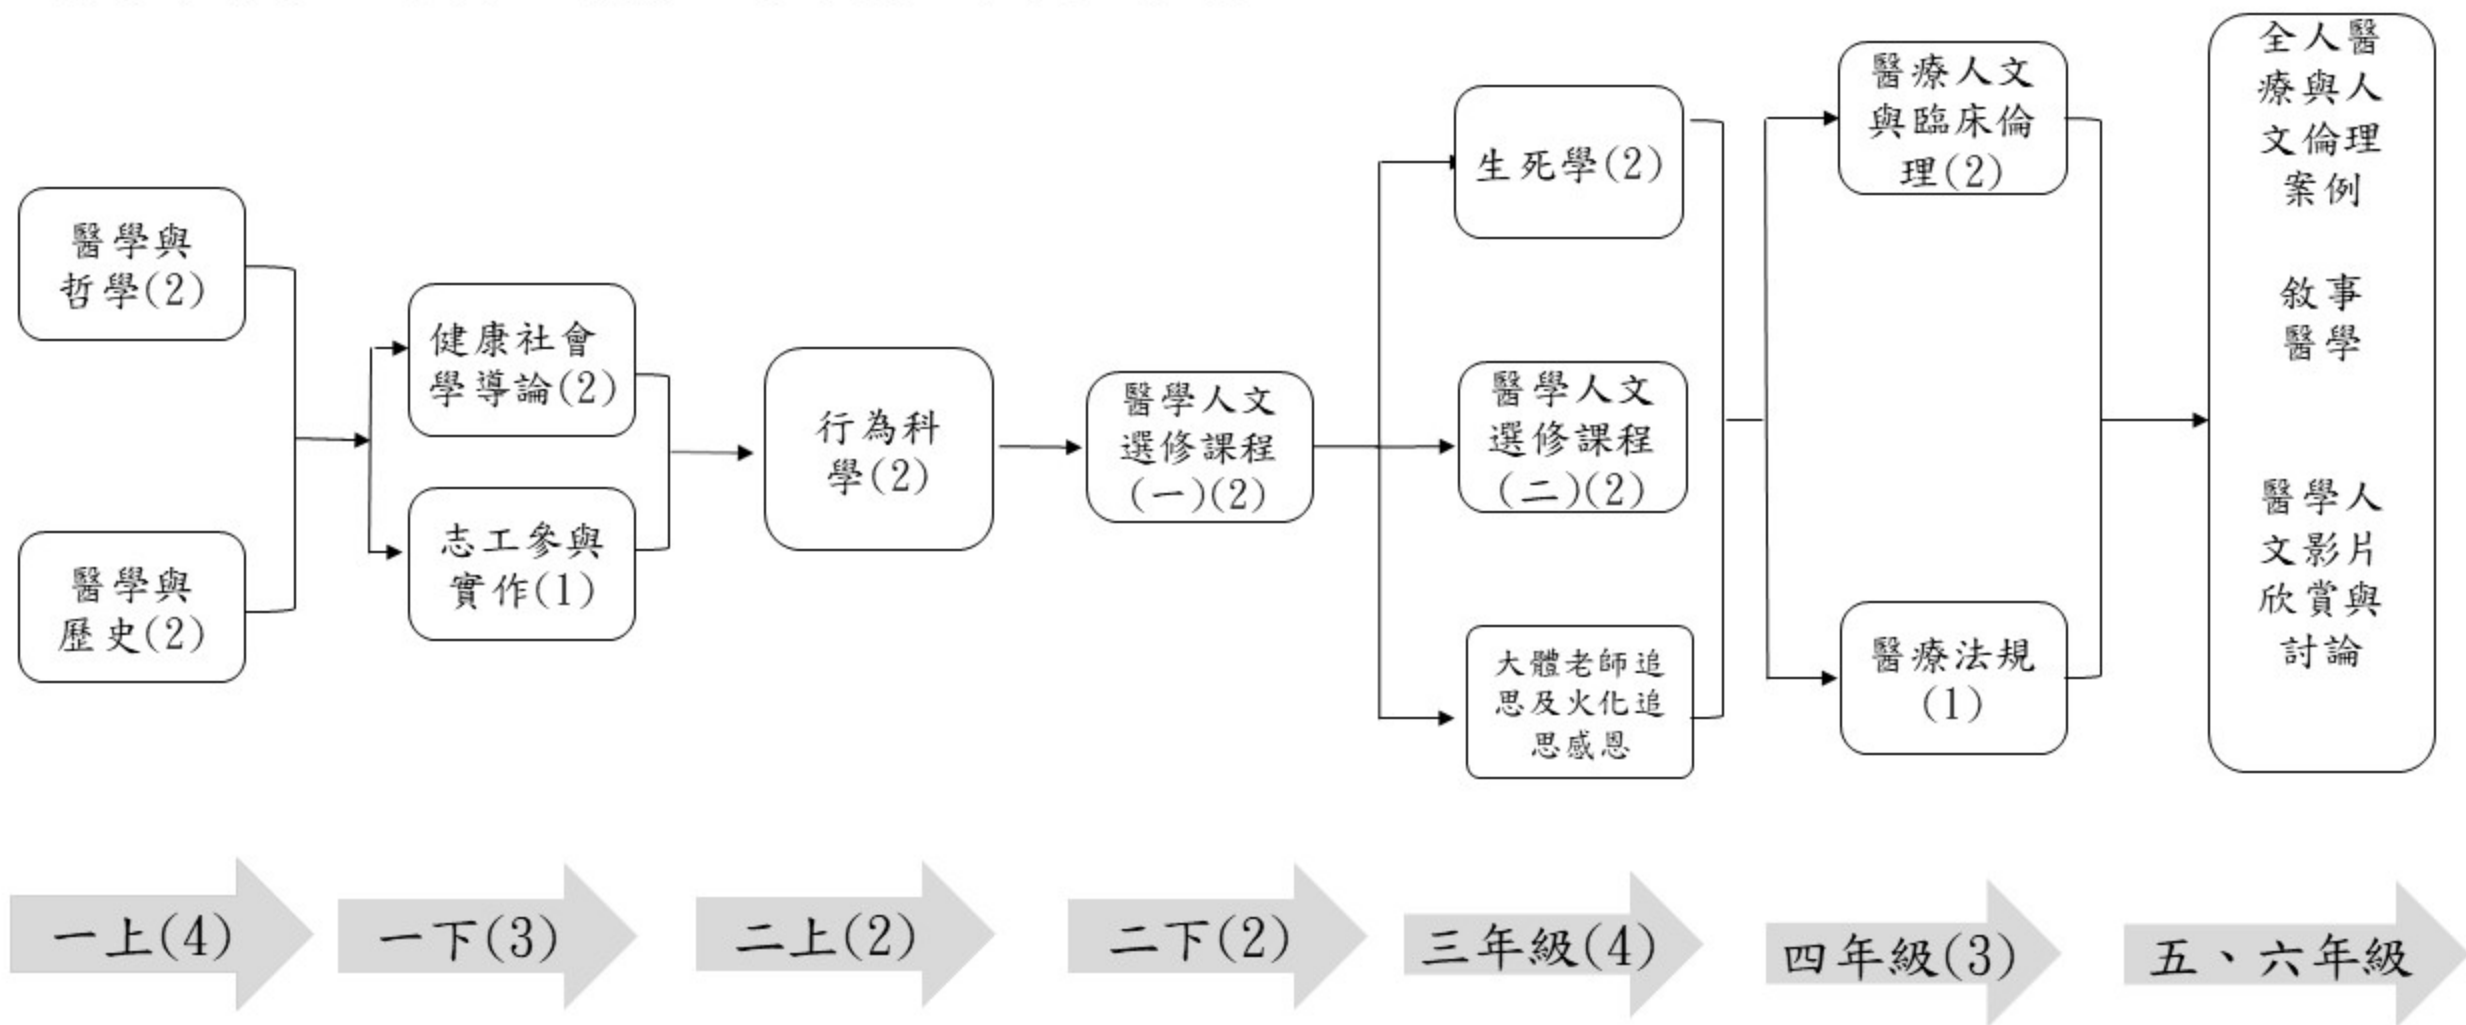 醫學與
哲學(2)
醫學與
歷史(2)
健康社會
學導論(2)
志工參與
實作(1)
行為科
學(2)
醫學人文
選修課程
(一)(2)
生死學(2)
醫學人文
選修課程
(二)(2)
大體老師追
思及火化追
思感恩
醫療人文
與臨床倫
理(2)
醫療法規
(1)
全人醫
療與人
文倫理
案例
敘事
醫學
醫學人
文影片
欣賞與
討論
一上(4)
一下(3)
二上(2)
二下(2)
三年級(4)
四年級(3)
五、六年級